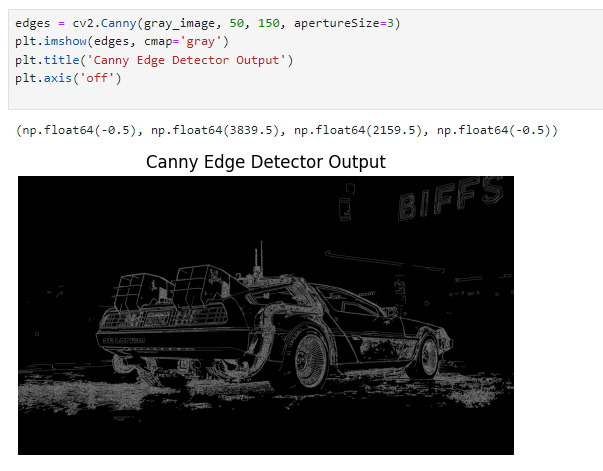 edges = cv2.Canny(gray_image, 50, 150, apertureSize=3)
plt.imshow(edges, cmap='gray')
plt.title('Canny Edge Detector Output')
plt.axis('off')
(np.float64(-0.5), np.float64(3839.5), np.float64(2159.5), np.float64(-0.5))
Canny Edge Detector Output
BIFFS